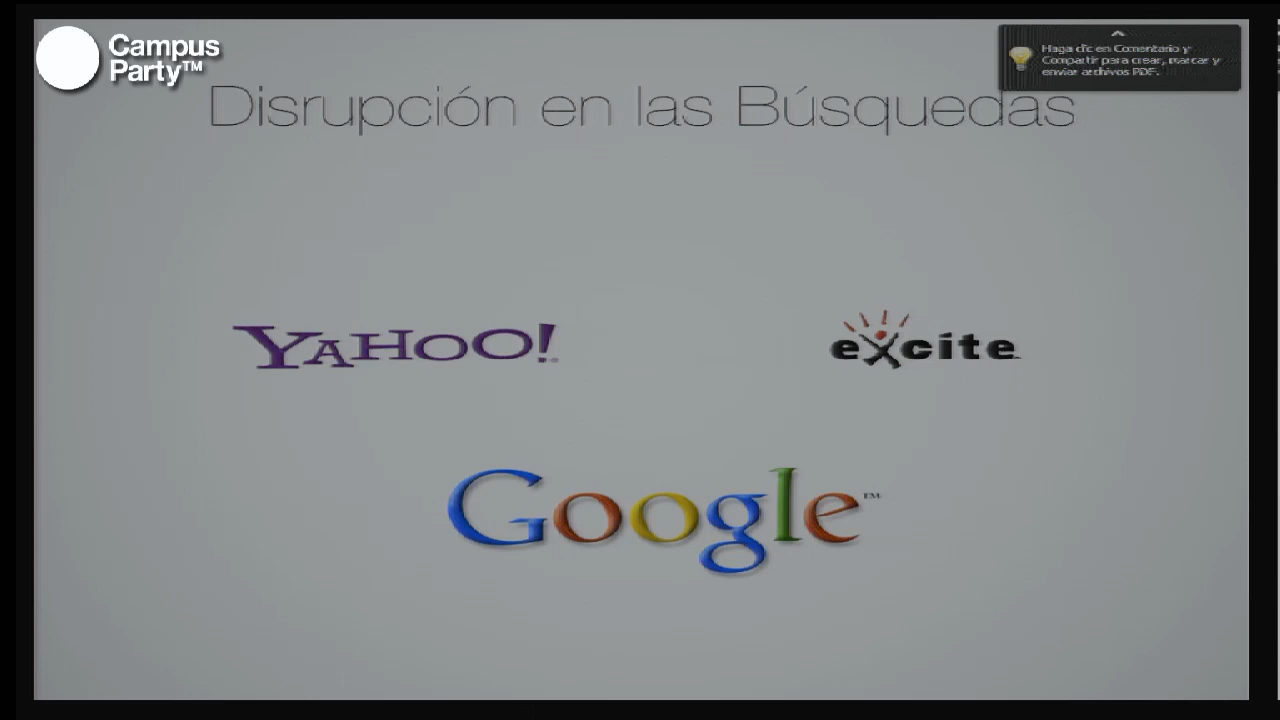 Campus
Party™
Haga clic en Comentario y
Compartir para crear, marcar y
enviar archivos PDF.
Disrupción en las Búsquedas
YAHOO!
excite
Google™